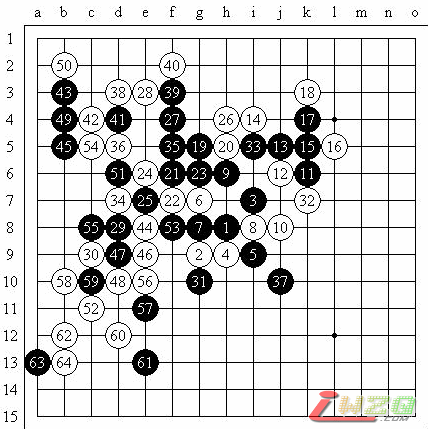 a b c d e f g h i j k l m n o
1
2 50 40
3 43 38 28 39 18
4 49 42 41 27 26 14 17
5 45 54 36 35 19 20 33 13 15 16
6 51 24 21 23 9 12 11
7 34 25 22 6 3 32
8 55 29 44 53 7 1 8 10
9 30 47 46 2 4 5
10 58 59 48 56 31 37
11 52 57
12 62 60
13 63 64 61
14
15
iWZQ
.COM